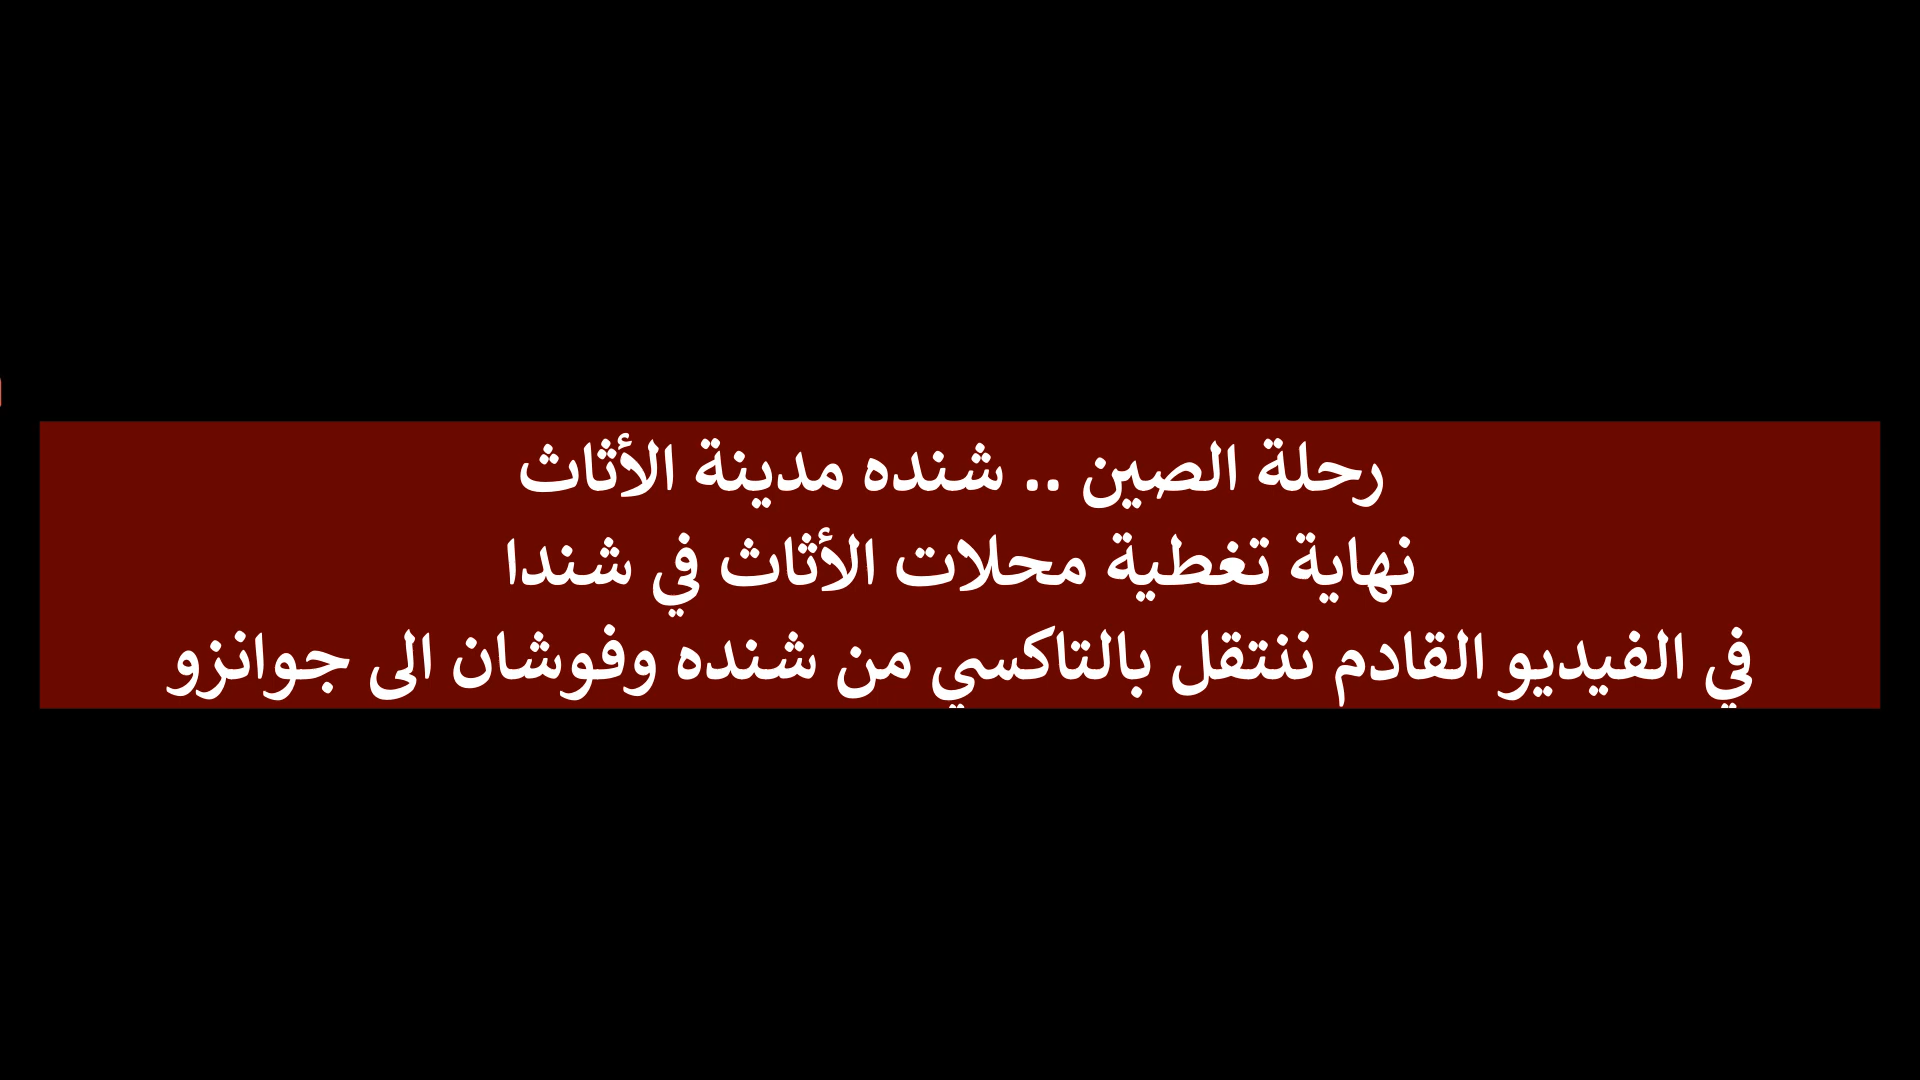 رحلة الصين .. شنده مدينة الأثاث
نهاية تغطية محلات الأثاث في شندا
في الفيديو القادم ننتقل بالتاكسي من شنده وفوشان الى جوانزو